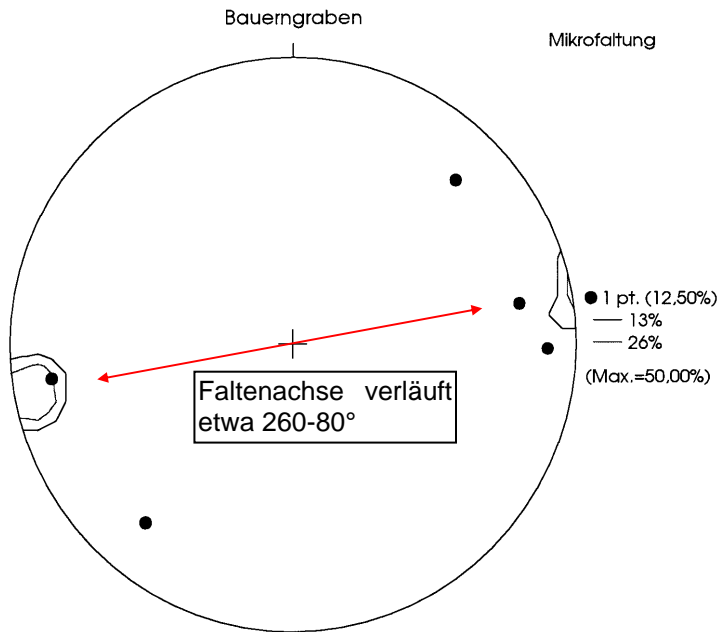 Bauerngraben
Mikrofaltung
1 pt. (12,50%)
13%
26%
(Max.=50,00%)
Faltenachse verläuft
etwa 260-80°